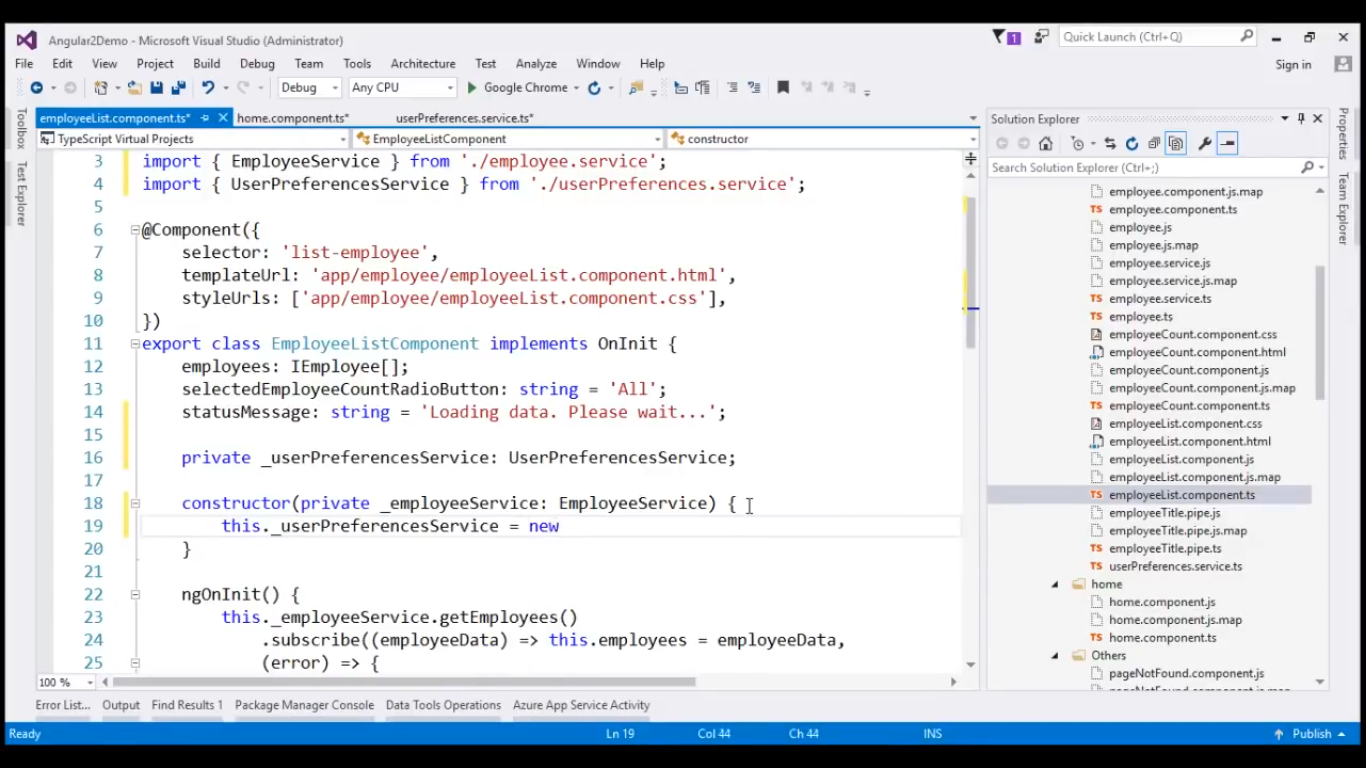 Angular2Demo - Microsoft Visual Studio (Administrator)
1
Quick Launch (Ctrl+Q)
File Edit View Project Build Debug Team Tools Architecture Test Analyze Window Help
Sign in
Debug Any CPU Google Chrome
Toolbox
Test Explorer
employeeList.component.ts* home.component.ts* userPreferences.service.ts*
TypeScript Virtual Projects EmployeeListComponent constructor
3 import { EmployeeService } from './employee.service';
4 import { UserPreferencesService } from './userPreferences.service';
5
6 @Component({
7 selector: 'list-employee',
8 templateUrl: 'app/employee/employeeList.component.html',
9 styleUrls: ['app/employee/employeeList.component.css'],
10 })
11 export class EmployeeListComponent implements OnInit {
12 employees: IEmployee[];
13 selectedEmployeeCountRadioButton: string = 'All';
14 statusMessage: string = 'Loading data. Please wait...';
15
16 private _userPreferencesService: UserPreferencesService;
17
18 constructor(private _employeeService: EmployeeService) {
19 this._userPreferencesService = new
20 }
21
22 ngOnInit() {
23 this._employeeService.getEmployees()
24 .subscribe((employeeData) => this.employees = employeeData,
25 (error) => {
100 %
Solution Explorer
Search Solution Explorer (Ctrl+;)
employee.component.js.map
employee.component.ts
employee.js
employee.js.map
employee.service.js
employee.service.js.map
employee.service.ts
employee.ts
employeeCount.component.css
employeeCount.component.html
employeeCount.component.js
employeeCount.component.js.map
employeeCount.component.ts
employeeList.component.css
employeeList.component.html
employeeList.component.js
employeeList.component.js.map
employeeList.component.ts
employeeTitle.pipe.js
employeeTitle.pipe.js.map
employeeTitle.pipe.ts
userPreferences.service.ts
home
home.component.js
home.component.js.map
home.component.ts
Others
pageNotFound.component.js
Properties
Team Explorer
Error List... Output Find Results 1 Package Manager Console Data Tools Operations Azure App Service Activity
Ready Ln 19 Col 44 Ch 44 INS Publish